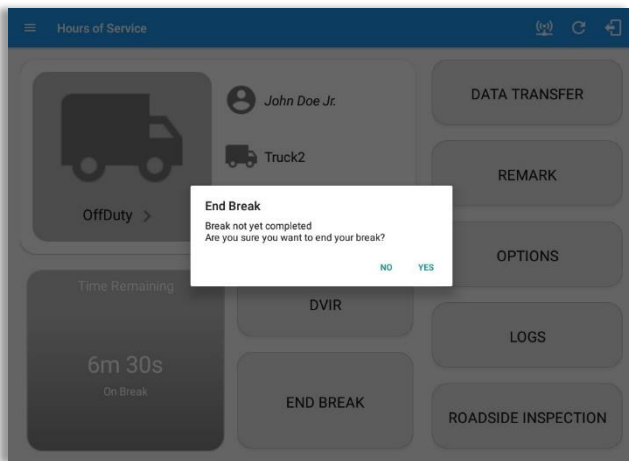 Hours of Service
John Doe Jr.
Truck2
OffDuty
DATA TRANSFER
REMARK
OPTIONS
LOGS
ROADSIDE INSPECTION
End Break
Break not yet completed
Are you sure you want to end your break?
NO YES
Time Remaining
6m 30s
On Break
DVIR
END BREAK